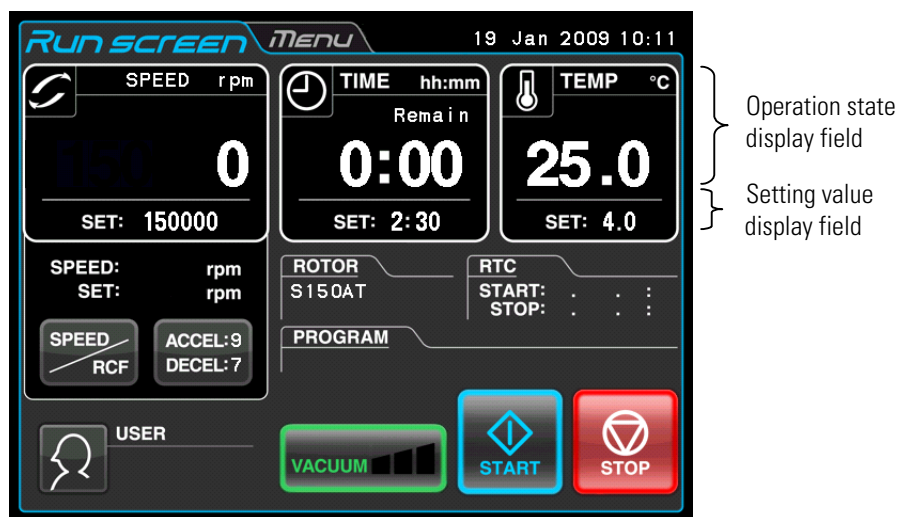 Run screen Menu 19 Jan 2009 10:11
SPEED rpm
0
SET: 150000
TIME hh:mm
Remain
0:00
SET: 2:30
TEMP °C
25.0
SET: 4.0
Operation state
display field
Setting value
display field
SPEED: rpm
SET: rpm
SPEED
RCF
ACCEL:9
DECEL:7
ROTOR
S150AT
RTC
START: . . :
STOP: . . :
PROGRAM
USER
VACUUM
START
STOP